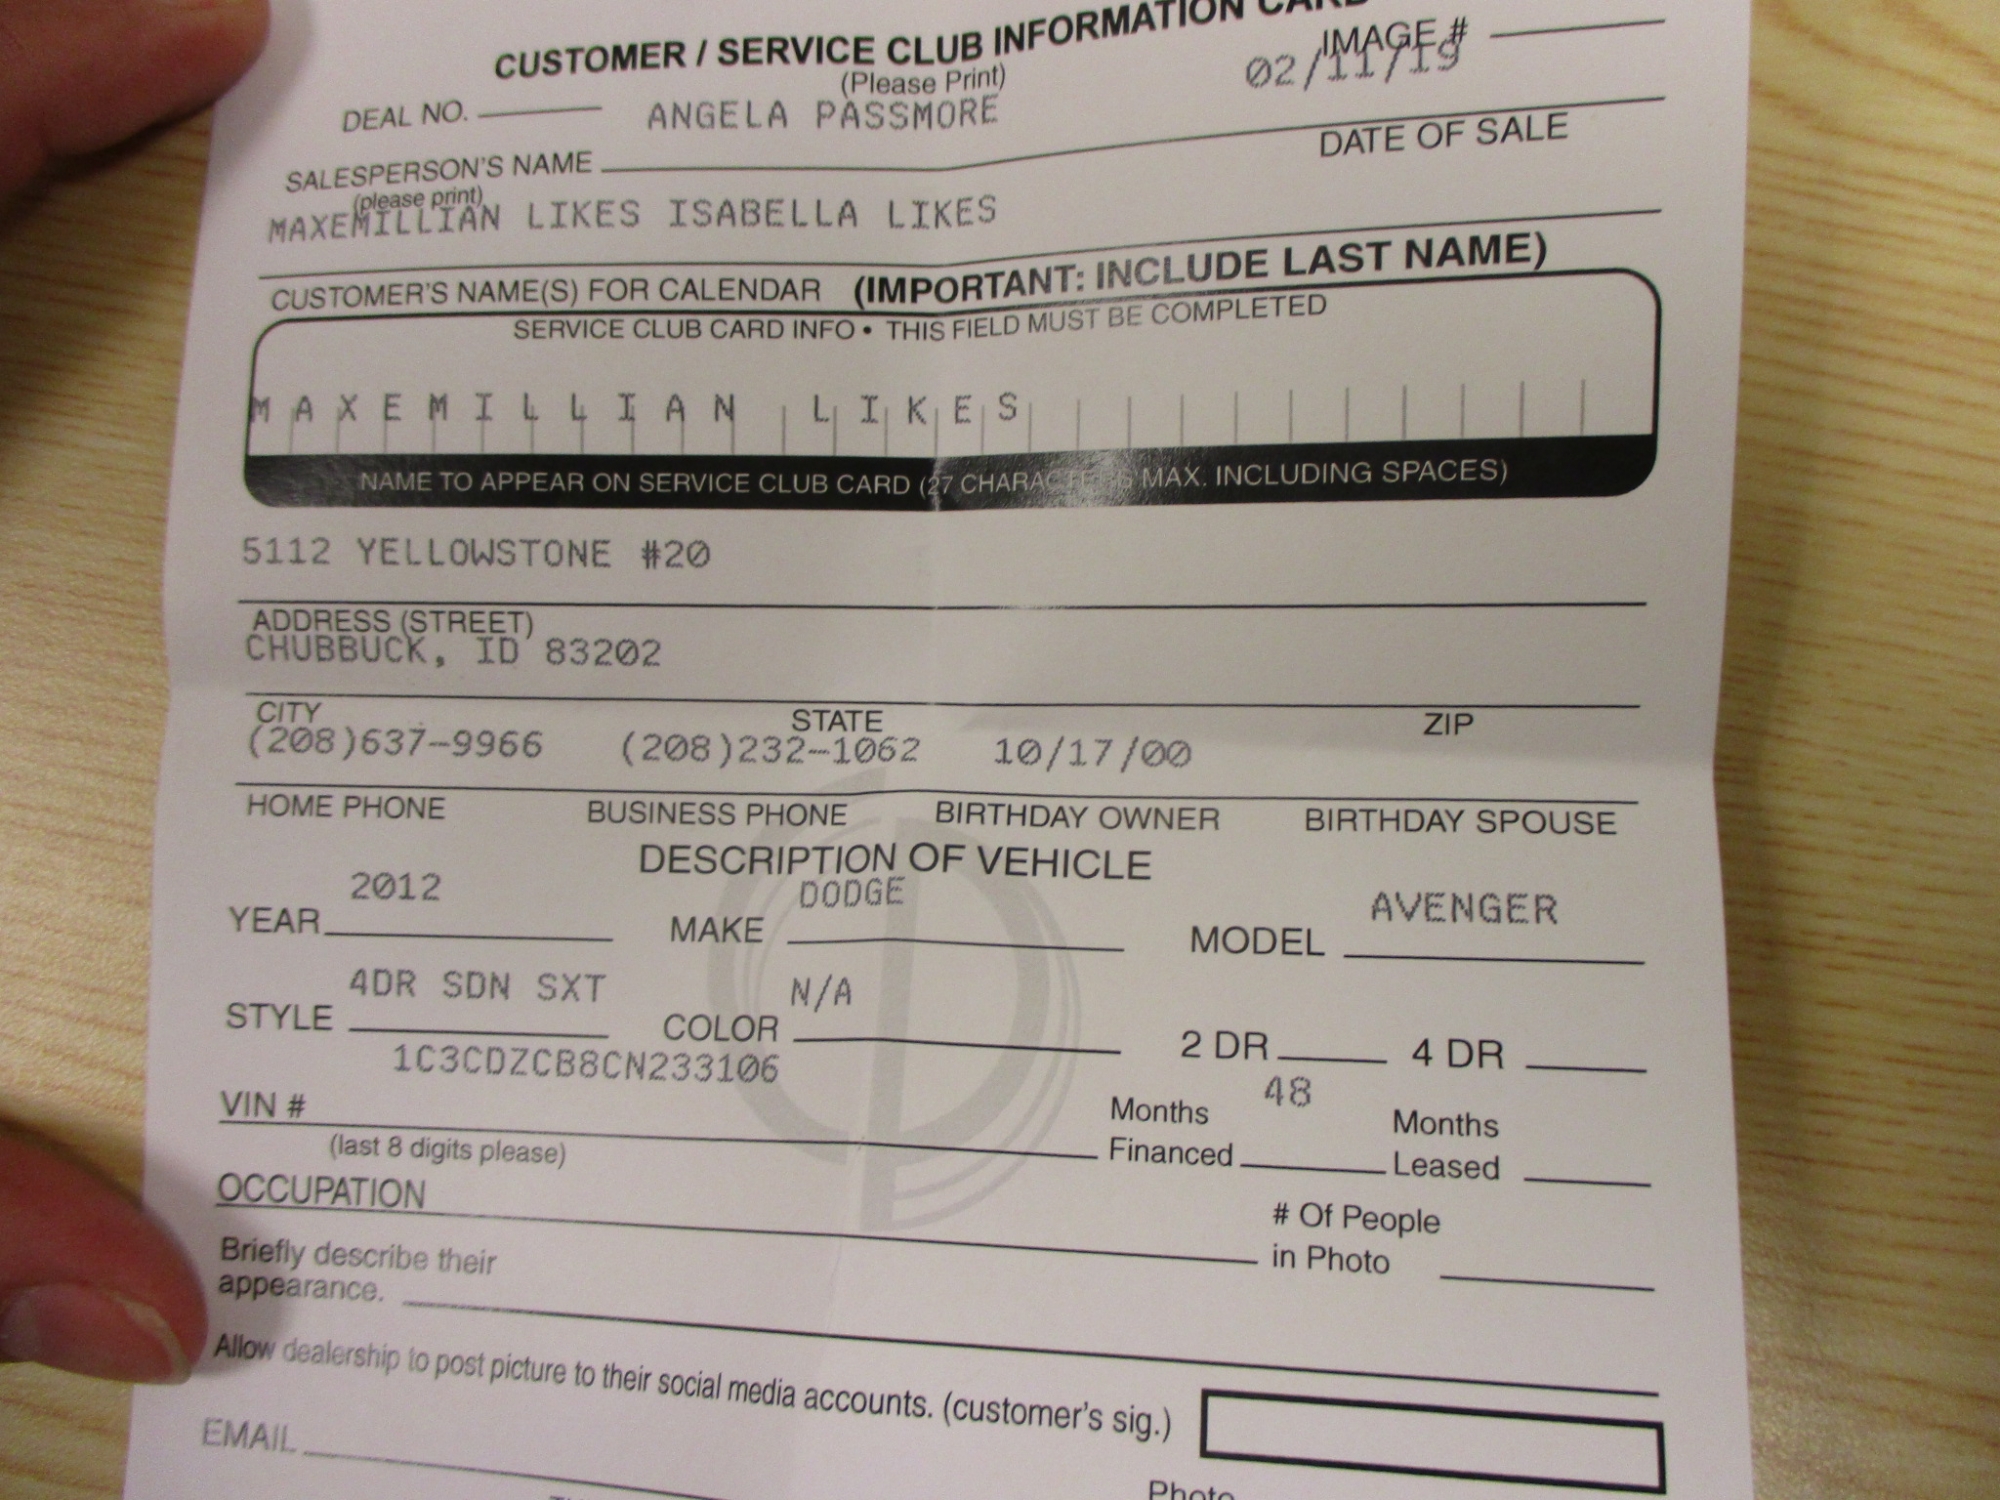 CUSTOMER / SERVICE CLUB INFORMATION CARD
(Please Print)
IMAGE #
02/11/19
DEAL NO. ANGELA PASSMORE
SALESPERSON'S NAME
DATE OF SALE
(please print)
MAXEMILLIAN LIKES ISABELLA LIKES
CUSTOMER'S NAME(S) FOR CALENDAR (IMPORTANT: INCLUDE LAST NAME)
SERVICE CLUB CARD INFO • THIS FIELD MUST BE COMPLETED
MAXEMILLIAN LIKES
NAME TO APPEAR ON SERVICE CLUB CARD (27 CHARACTERS MAX. INCLUDING SPACES)
5112 YELLOWSTONE #20
ADDRESS (STREET)
CHUBBUCK, ID 83202
CITY STATE ZIP
(208)637-9966 (208)232-1062 10/17/00
HOME PHONE BUSINESS PHONE BIRTHDAY OWNER BIRTHDAY SPOUSE
DESCRIPTION OF VEHICLE
2012 DODGE AVENGER
YEAR MAKE MODEL
4DR SDN SXT N/A
STYLE COLOR 2 DR 4 DR
1C3CDZCB8CN233106 48
VIN # Months Months
(last 8 digits please) Financed Leased
OCCUPATION # Of People
in Photo
Briefly describe their
appearance.
Allow dealership to post picture to their social media accounts. (customer's sig.)
EMAIL
Photo